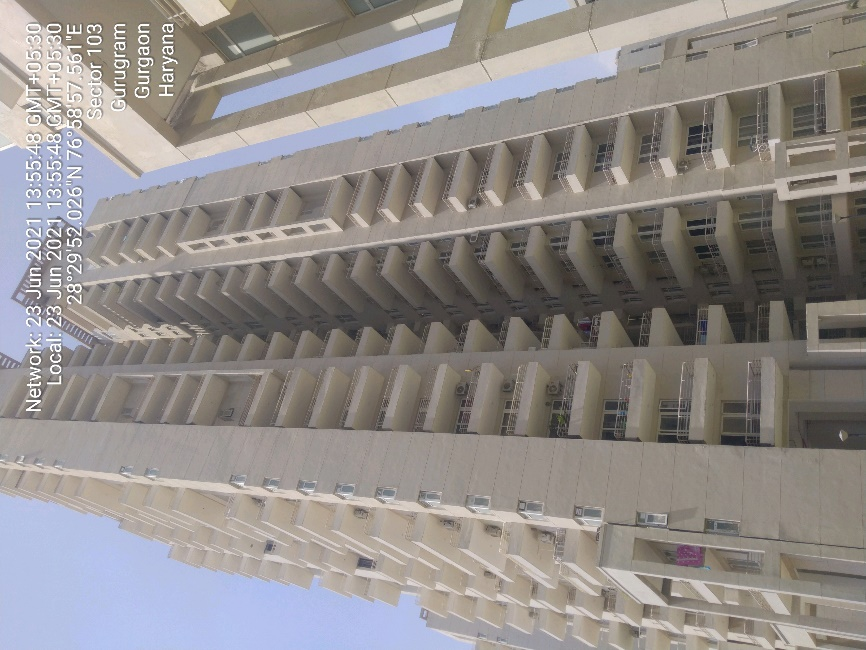 Network: 23 Jun 2021 13:55:48 GMT+05:30
Local: 23 Jun 2021 13:55:48 GMT+05:30
28°29'52.026"N 76°58'57.561"E
Sector 103
Gurugram
Gurgaon
Haryana